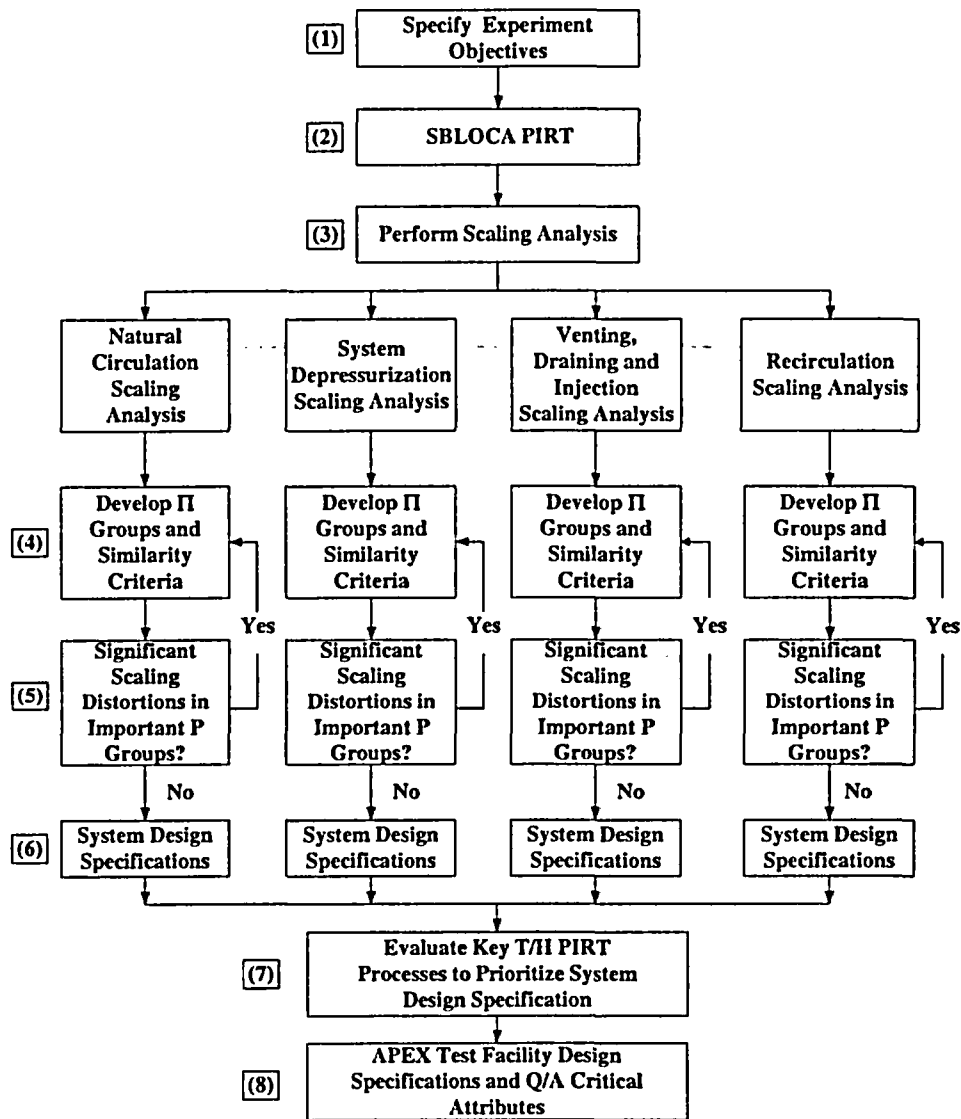 (1)
Specify Experiment
Objectives
(2)
SBLOCA PIRT
(3)
Perform Scaling Analysis
Natural
Circulation
Scaling
Analysis
System
Depressurization
Scaling Analysis
Venting,
Draining and
Injection
Scaling Analysis
Recirculation
Scaling Analysis
(4)
Develop Π
Groups and
Similarity
Criteria
Develop Π
Groups and
Similarity
Criteria
Develop Π
Groups and
Similarity
Criteria
Develop Π
Groups and
Similarity
Criteria
Yes
Yes
Yes
Yes
(5)
Significant
Scaling
Distortions in
Important P
Groups?
Significant
Scaling
Distortions in
Important P
Groups?
Significant
Scaling
Distortions in
Important P
Groups?
Significant
Scaling
Distortions in
Important P
Groups?
No
No
No
No
(6)
System Design
Specifications
System Design
Specifications
System Design
Specifications
System Design
Specifications
(7)
Evaluate Key T/H PIRT
Processes to Prioritize System
Design Specification
(8)
APEX Test Facility Design
Specifications and Q/A Critical
Attributes